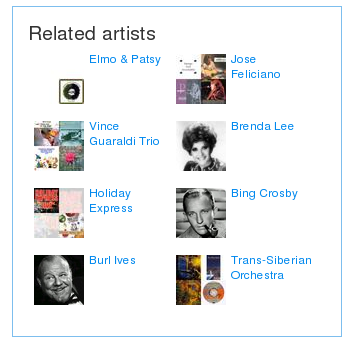 Related artists
Elmo & Patsy
Jose
Feliciano
Vince
Guaraldi Trio
Brenda Lee
Holiday
Express
Bing Crosby
Burl Ives
Trans-Siberian
Orchestra